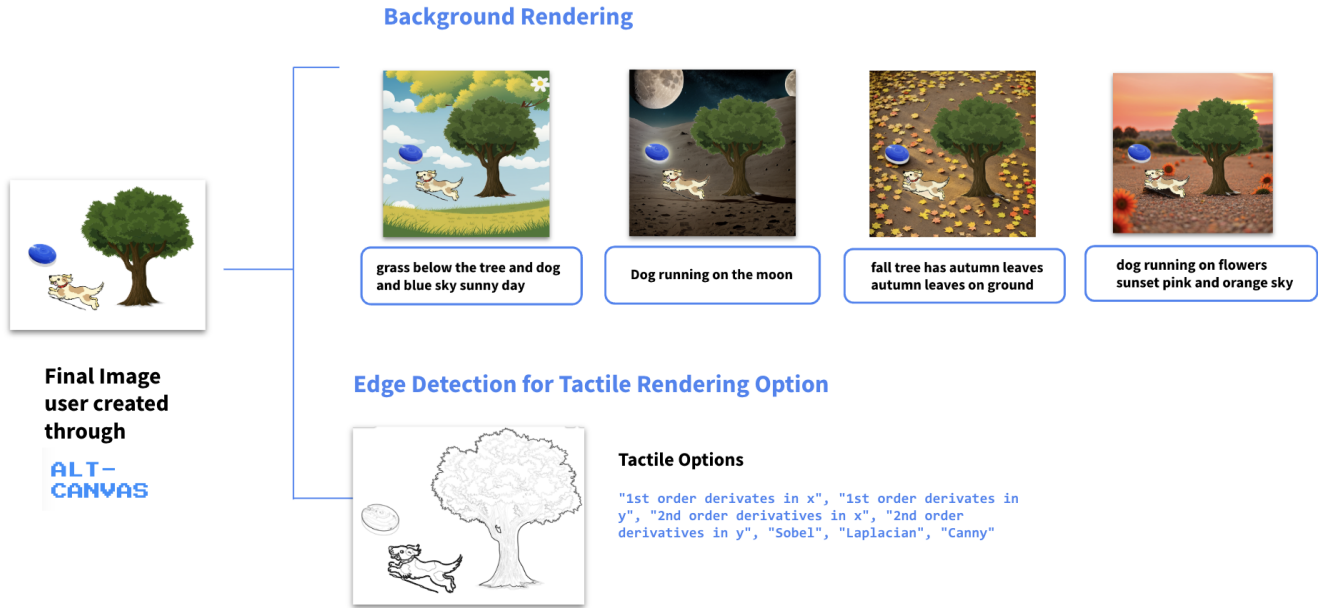 Background Rendering
grass below the tree and dog
and blue sky sunny day
Dog running on the moon
fall tree has autumn leaves
autumn leaves on ground
dog running on flowers
sunset pink and orange sky
Final Image
user created
through
ALT-
CANVAS
Edge Detection for Tactile Rendering Option
Tactile Options
"1st order derivates in x", "1st order derivates in
y", "2nd order derivatives in x", "2nd order
derivatives in y", "Sobel", "Laplacian", "Canny"